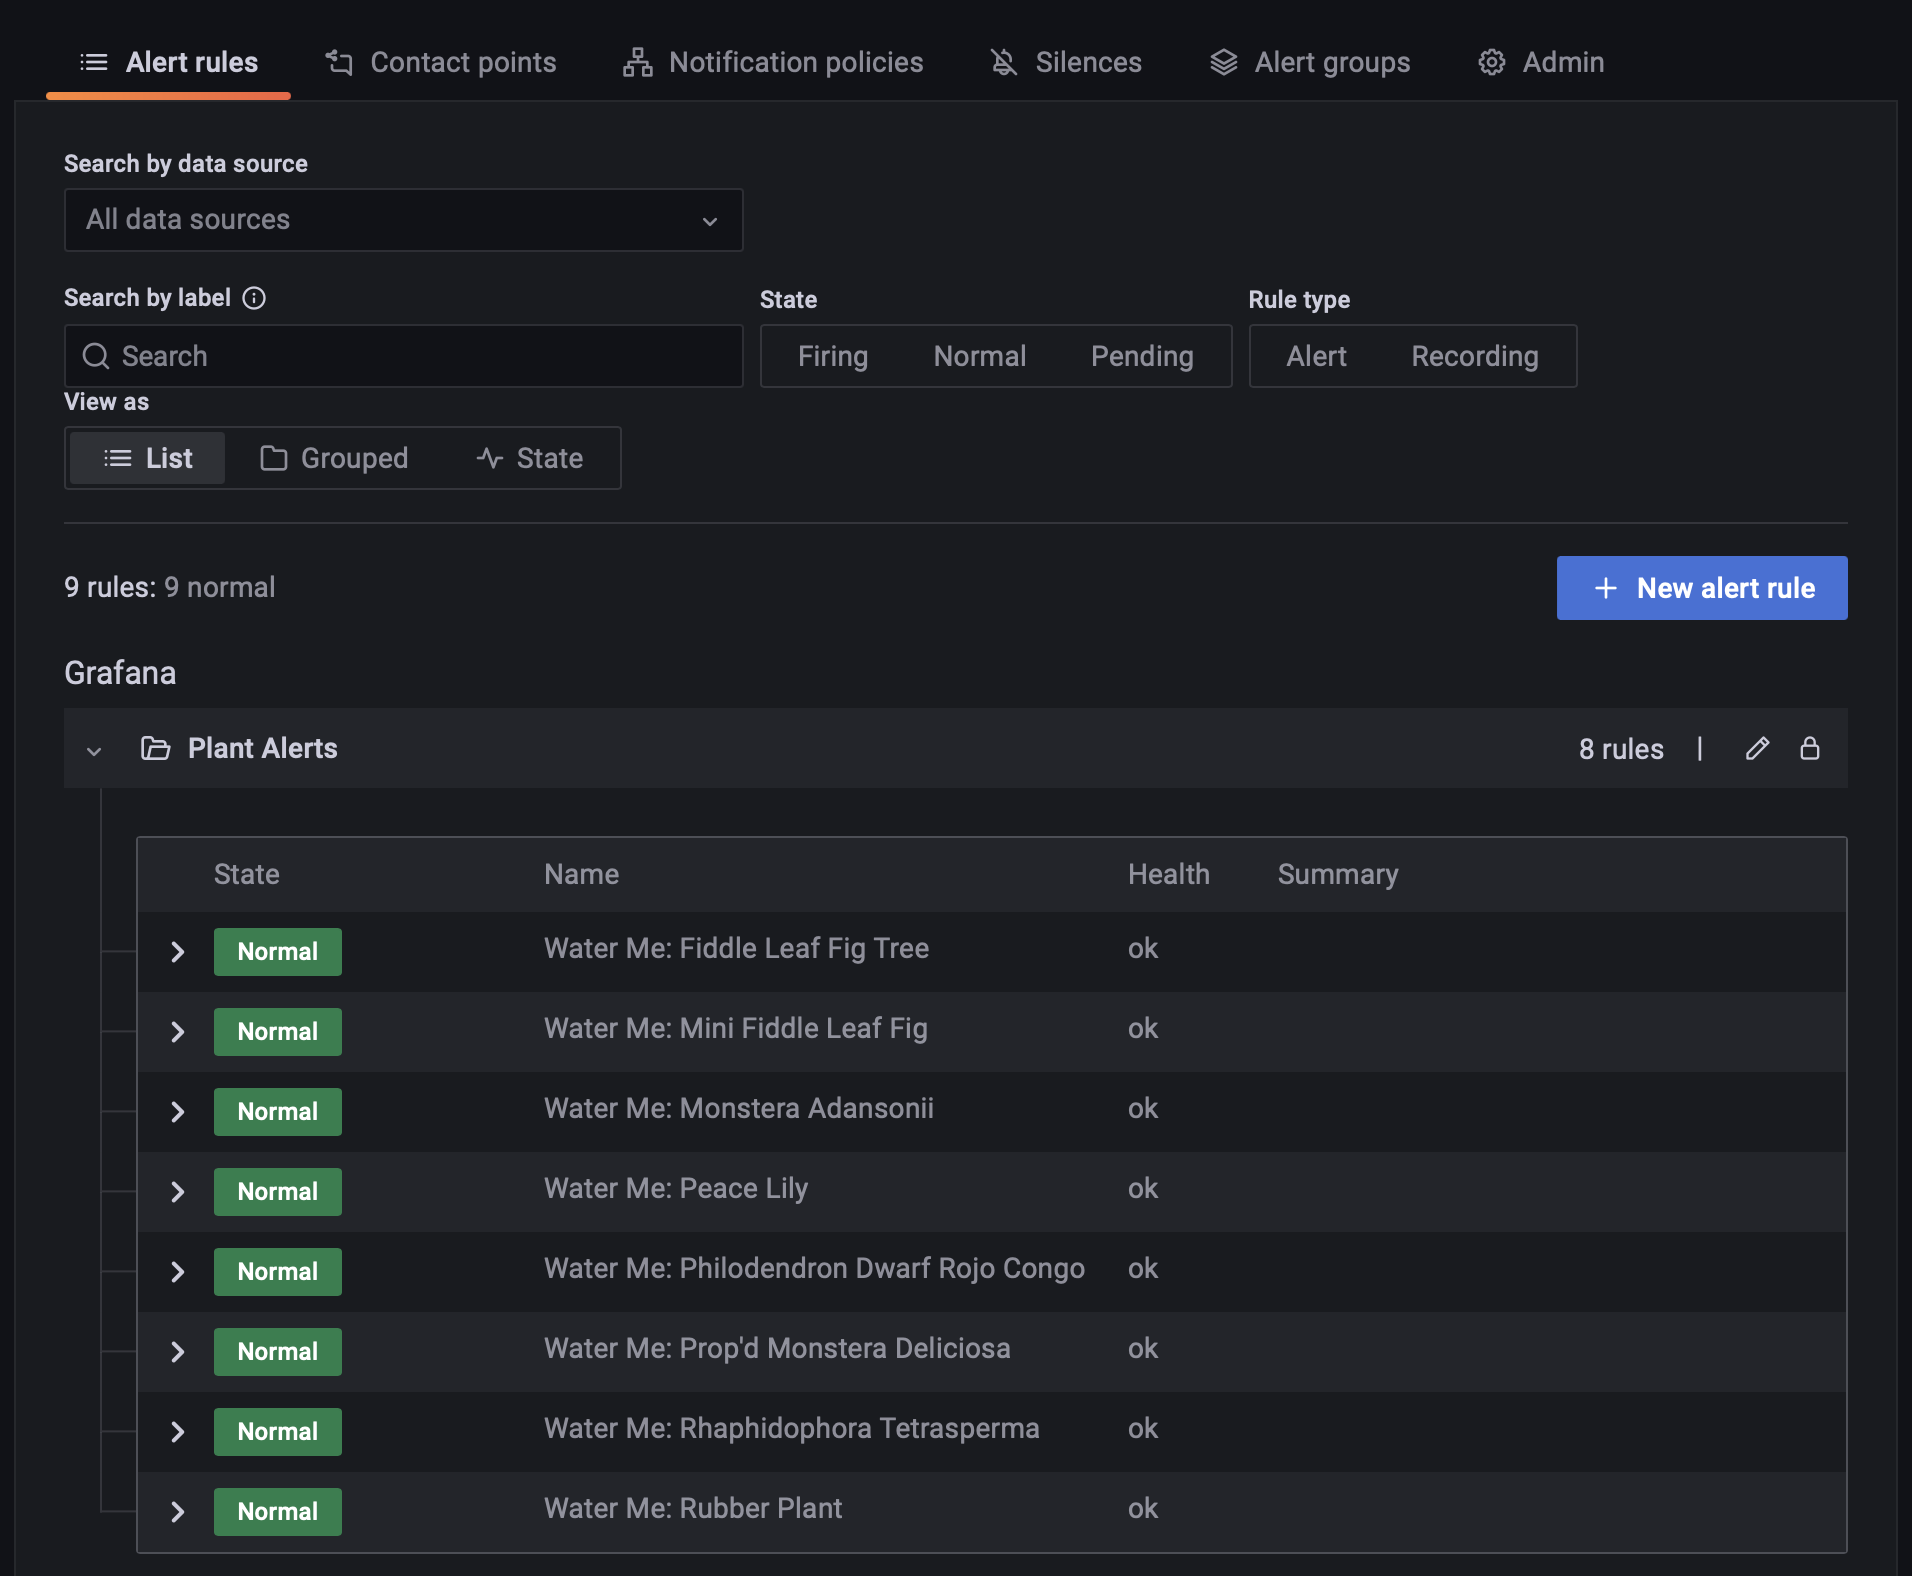 Alert rules Contact points Notification policies Silences Alert groups Admin
Search by data source
All data sources
Search by label State Rule type
Search Firing Normal Pending Alert Recording
View as
List Grouped State
9 rules: 9 normal + New alert rule
Grafana
Plant Alerts 8 rules |
State Name Health Summary
Normal Water Me: Fiddle Leaf Fig Tree ok
Normal Water Me: Mini Fiddle Leaf Fig ok
Normal Water Me: Monstera Adansonii ok
Normal Water Me: Peace Lily ok
Normal Water Me: Philodendron Dwarf Rojo Congo ok
Normal Water Me: Prop'd Monstera Deliciosa ok
Normal Water Me: Rhaphidophora Tetrasperma ok
Normal Water Me: Rubber Plant ok